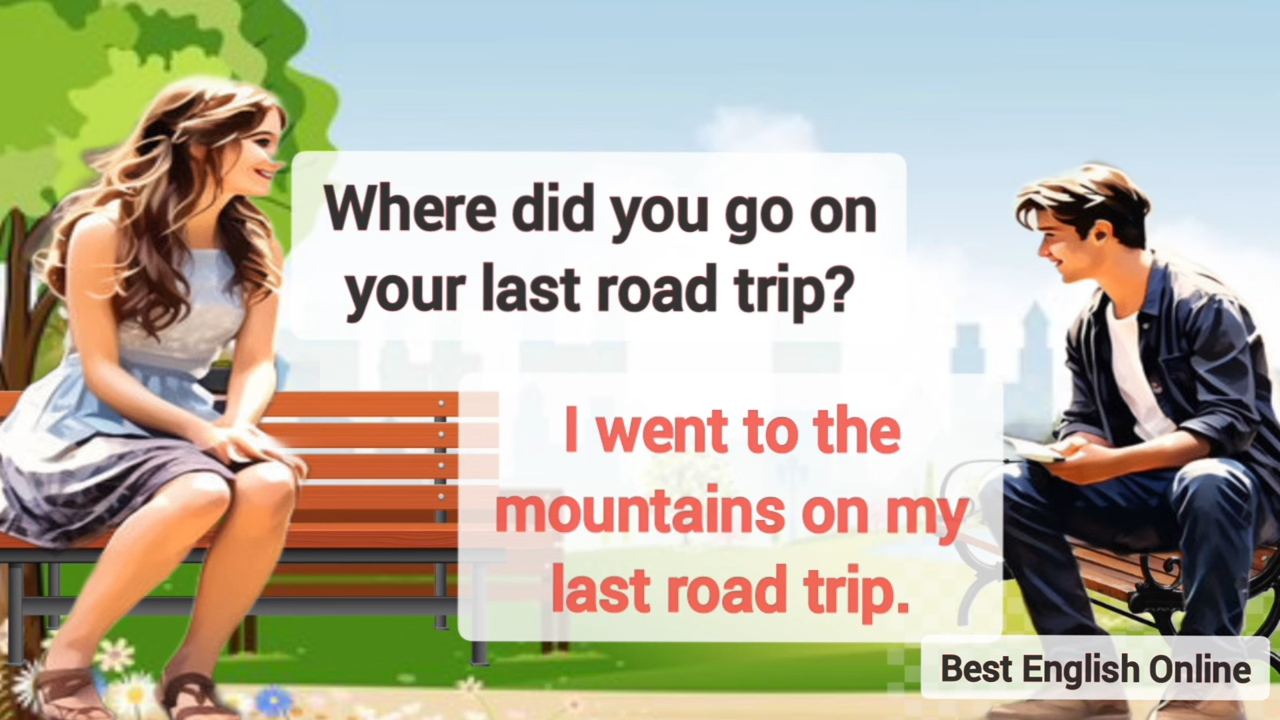 Where did you go on
your last road trip?
I went to the
mountains on my
last road trip.
Best English Online